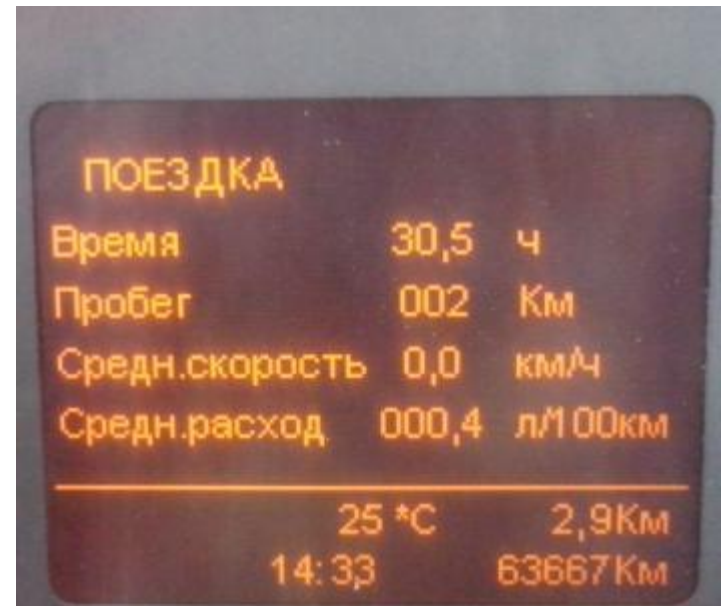 ПОЕЗДКА
Время 30,5 ч
Пробег 002 Км
Средн.скорость 0,0 км/ч
Средн.расход 000,4 л/100км
25 *C 2,9Км
14:33 63667Км